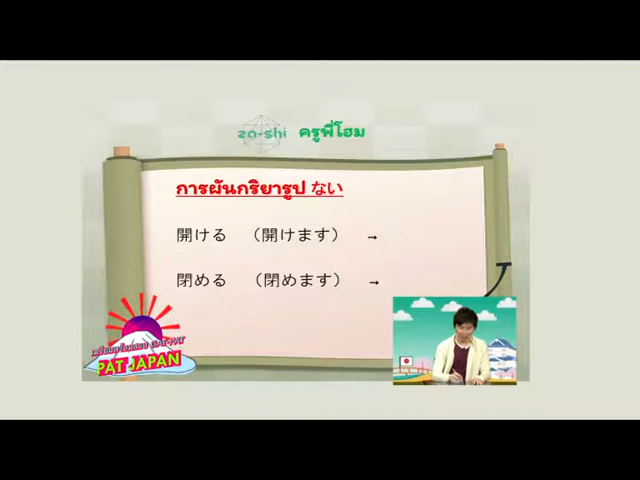 za-shi ครูพี่โฮม
การผันกริยารูป ない
開ける （開けます） →
閉める （閉めます） →
PAT JAPAN